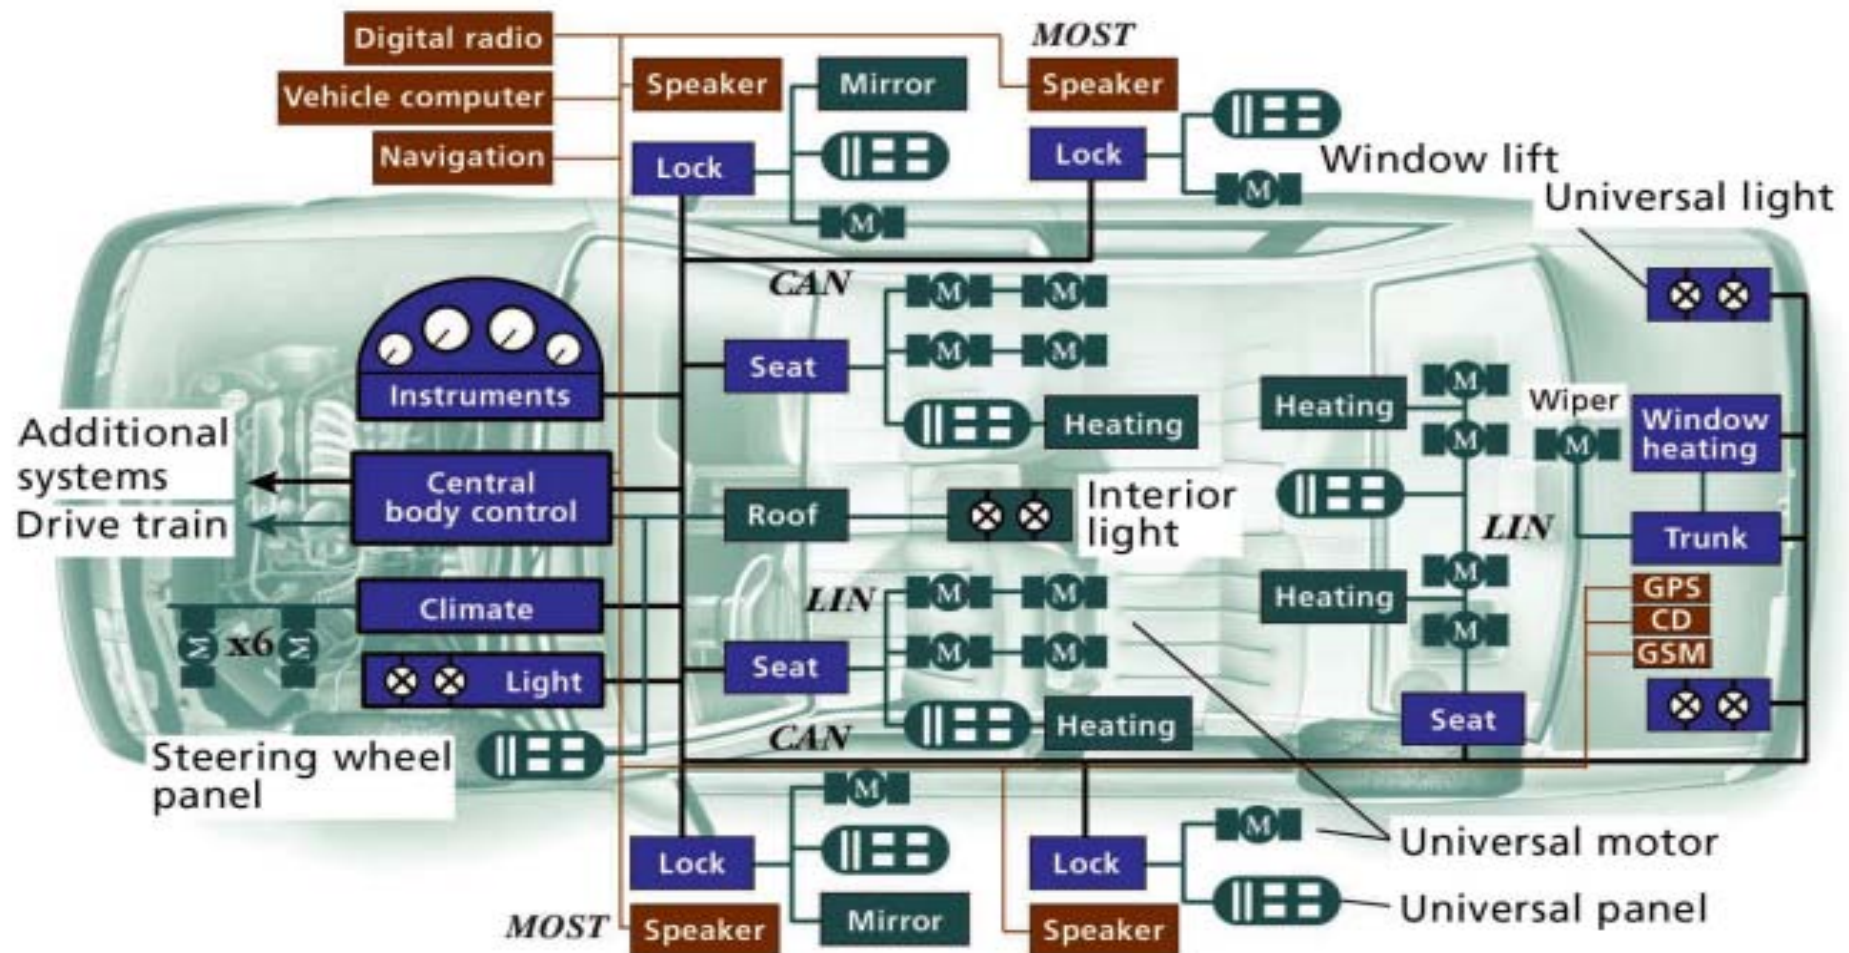 Digital radio
MOST
Speaker
Mirror
Speaker
Vehicle computer
Navigation
Lock
Lock
M
M
Window lift
Universal light
CAN
M
M
M
M
Seat
Instruments
Heating
Heating
M
M
Wiper
M
Window
heating
Additional
systems
Drive train
Central
body control
Roof
Interior
light
LIN
Trunk
Climate
LIN
M
M
Heating
M
M
GPS
CD
GSM
M
x6
M
Light
Seat
M
M
Heating
Seat
CAN
Steering wheel
panel
M
M
Universal motor
Lock
Lock
Universal panel
MOST
Speaker
Mirror
Speaker